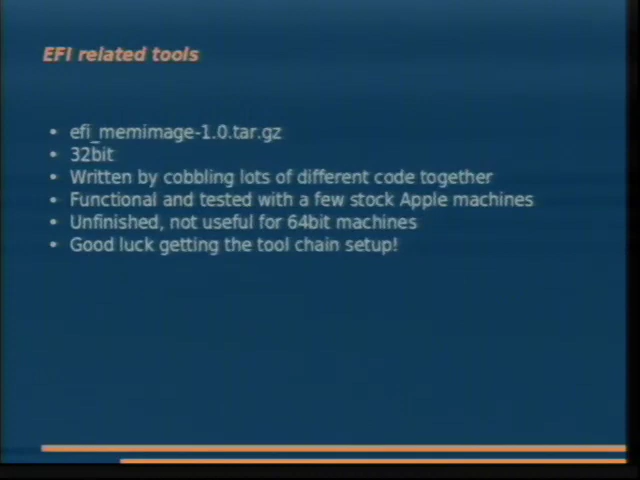 EFI related tools
• efi_memimage-1.0.tar.gz
• 32bit
• Written by cobbling lots of different code together
• Functional and tested with a few stock Apple machines
• Unfinished, not useful for 64bit machines
• Good luck getting the tool chain setup!